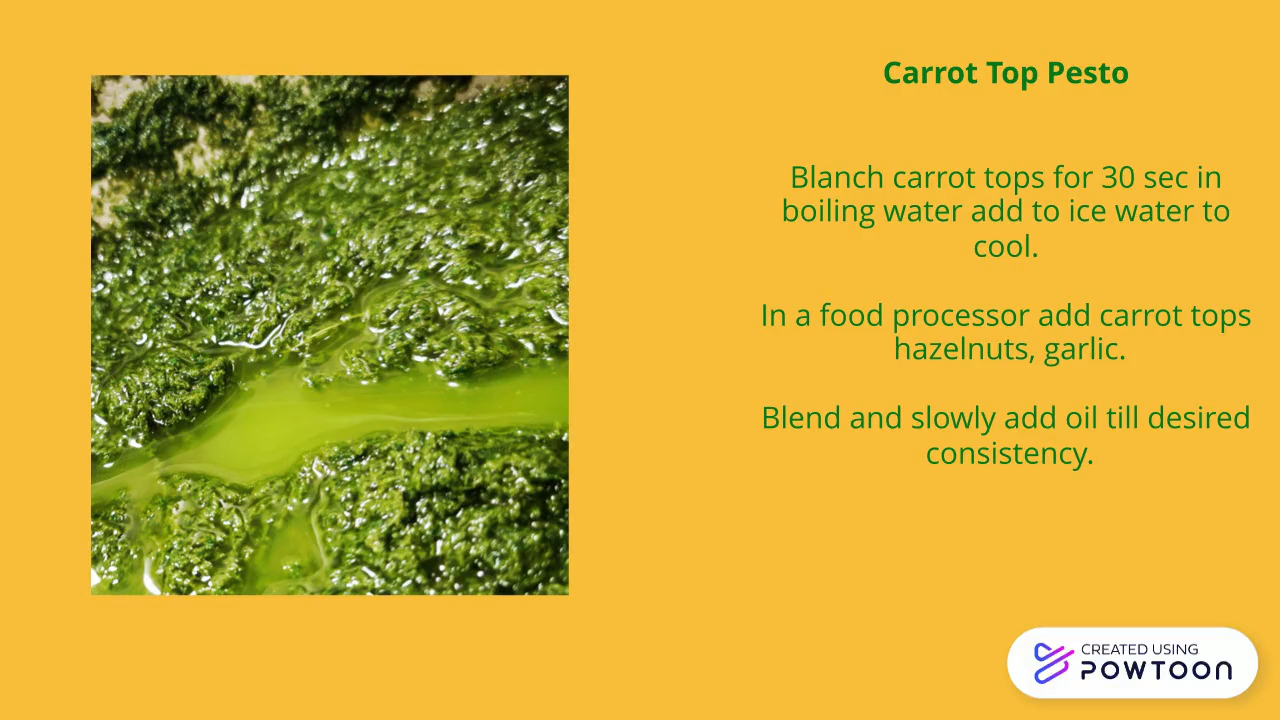 Carrot Top Pesto
Blanch carrot tops for 30 sec in
boiling water add to ice water to
cool.
In a food processor add carrot tops
hazelnuts, garlic.
Blend and slowly add oil till desired
consistency.
CREATED USING
POWTOON